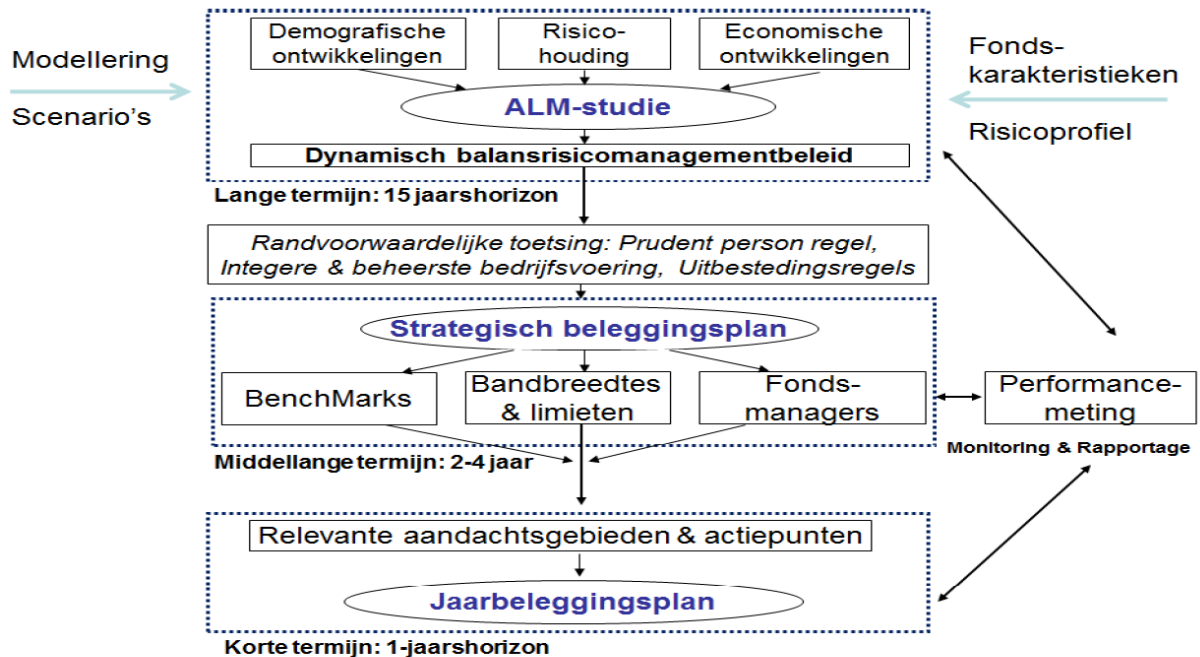 Modellering
Scenario's
Demografische
ontwikkelingen
Risico-
houding
Economische
ontwikkelingen
Fonds-
karakteristieken
Risicoprofiel
ALM-studie
Dynamisch balansrisicomanagementbeleid
Lange termijn: 15 jaarshorizon
Randvoorwaardelijke toetsing: Prudent person regel,
Integere & beheerste bedrijfsvoering, Uitbestedingsregels
Strategisch beleggingsplan
BenchMarks
Bandbreedtes
& limieten
Fonds-
managers
Performance-
meting
Monitoring & Rapportage
Middellange termijn: 2-4 jaar
Relevante aandachtsgebieden & actiepunten
Jaarbeleggingsplan
Korte termijn: 1-jaarshorizon